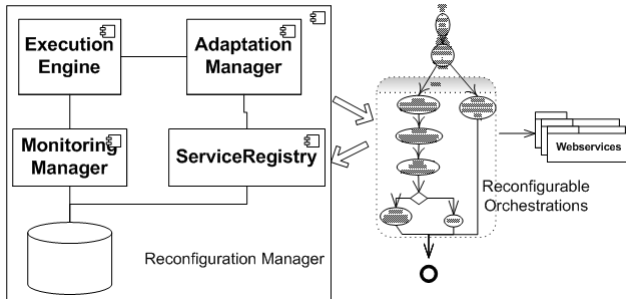 Execution
Engine
Adaptation
Manager
Monitoring
Manager
ServiceRegistry
Reconfiguration Manager
Webservices
Reconfigurable
Orchestrations